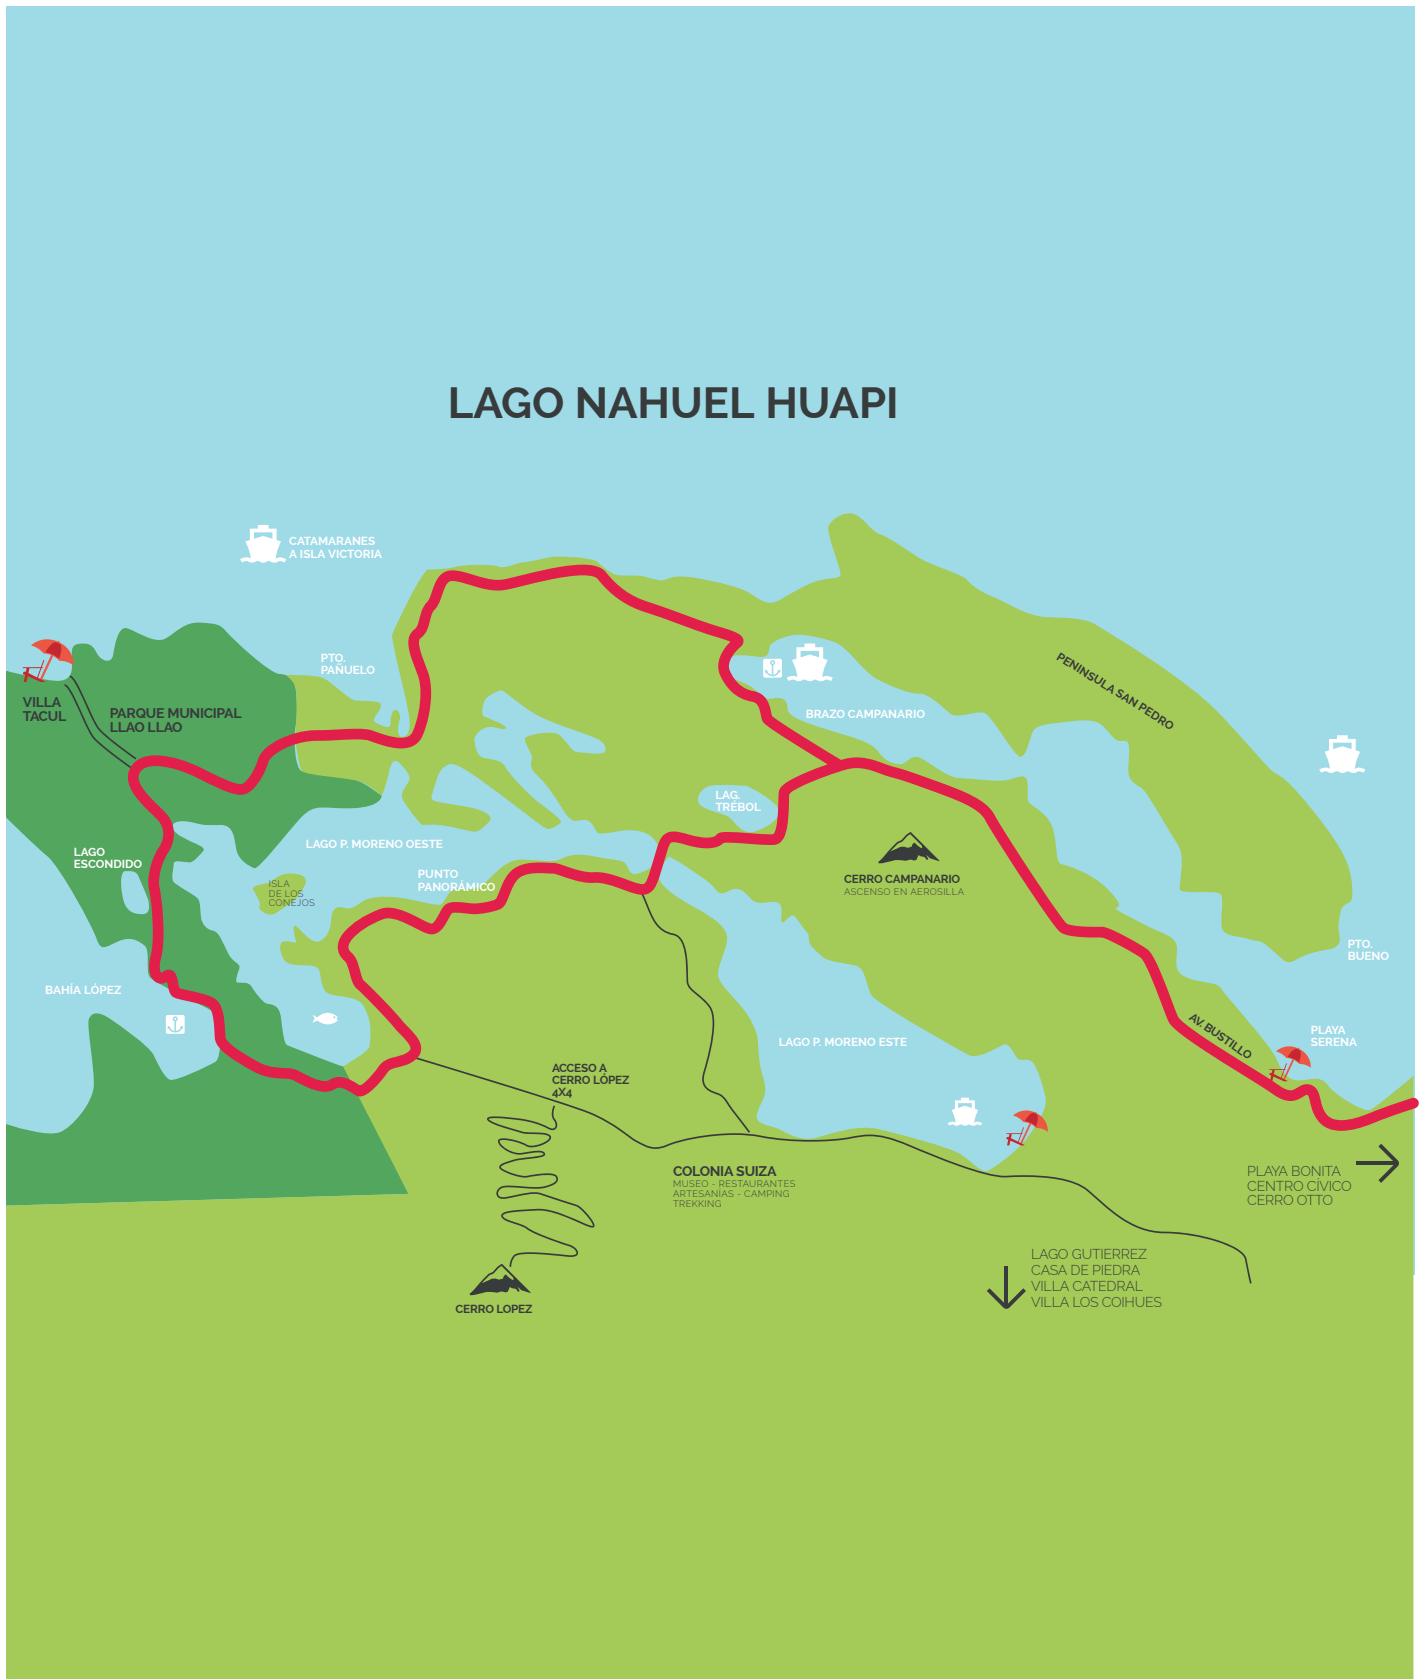 LAGO NAHUEL HUAPI
CATAMARANES
A ISLA VICTORIA
PTO.
PAÑUELO
PENINSULA SAN PEDRO
VILLA
TACUL
PARQUE MUNICIPAL
LLAO LLAO
BRAZO CAMPANARIO
LAG.
TRÉBOL
LAGO P. MORENO OESTE
LAGO
ESCONDIDO
PUNTO
PANORÁMICO
ISLA
DE LOS
CONEJOS
CERRO CAMPANARIO
ASCENSO EN AEROSILLA
PTO.
BUENO
BAHÍA LÓPEZ
AV. BUSTILLO
PLAYA
SERENA
LAGO P. MORENO ESTE
ACCESO A
CERRO LÓPEZ
4X4
COLONIA SUIZA
MUSEO - RESTAURANTES
ARTESANÍAS - CAMPING
TREKKING
PLAYA BONITA
CENTRO CÍVICO
CERRO OTTO
LAGO GUTIERREZ
CASA DE PIEDRA
VILLA CATEDRAL
VILLA LOS COIHUES
CERRO LOPEZ